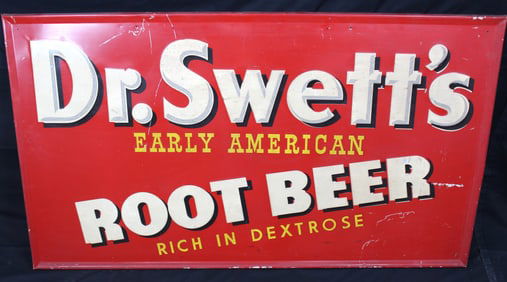 Dr. Swett's
EARLY AMERICAN
ROOT BEER
RICH IN DEXTROSE